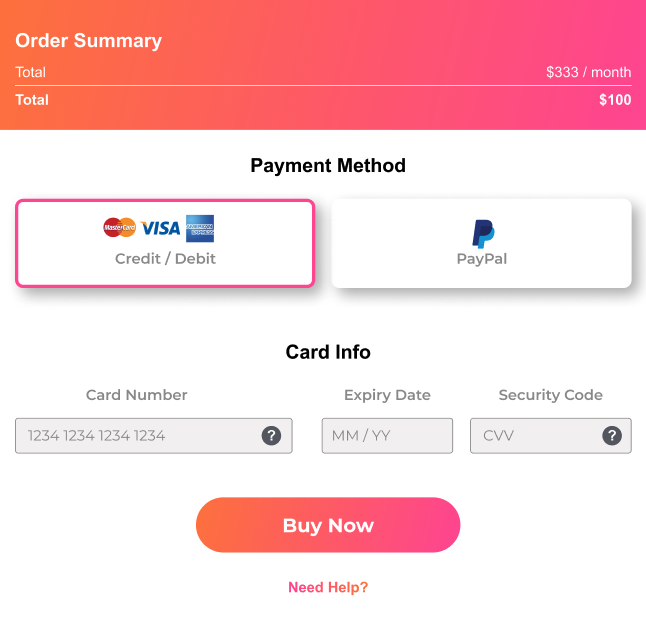 Order Summary
Total $333 / month
Total $100
Payment Method
MasterCard VISA AMERICAN EXPRESS
Credit / Debit
PayPal
Card Info
Card Number Expiry Date Security Code
1234 1234 1234 1234 ? MM / YY CVV ?
Buy Now
Need Help?